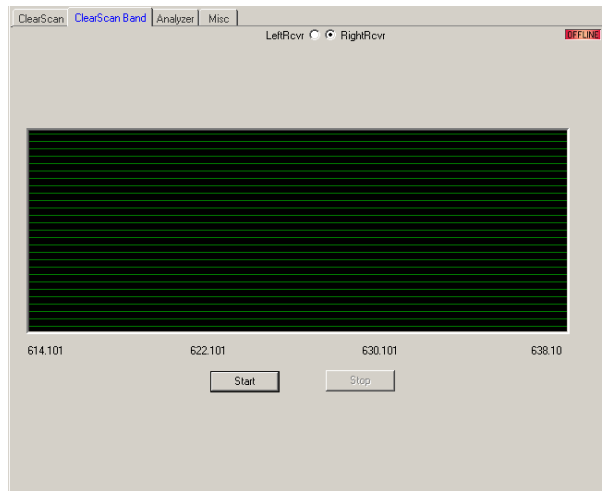 ClearScan ClearScan Band Analyzer Misc
LeftRcvr RightRcvr OFFLINE
614.101 622.101 630.101 638.10
Start Stop